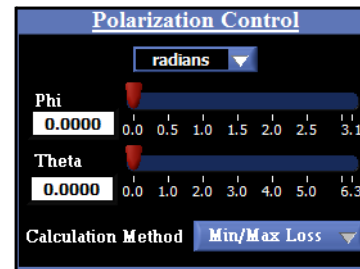 Polarization Control
radians
Phi
0.0000
0.0 0.5 1.0 1.5 2.0 2.5 3.1
Theta
0.0000
0.0 1.0 2.0 3.0 4.0 5.0 6.3
Calculation Method Min/Max Loss